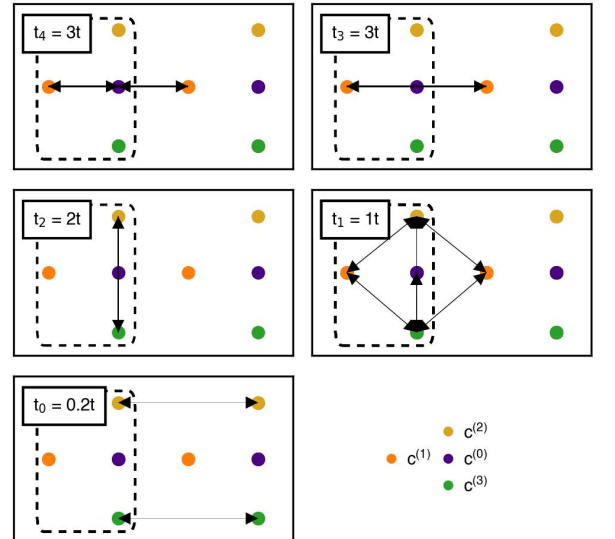 t₄ = 3t
t₃ = 3t
t₂ = 2t
t₁ = 1t
t₀ = 0.2t
c⁽²⁾
c⁽¹⁾ c⁽⁰⁾
c⁽³⁾